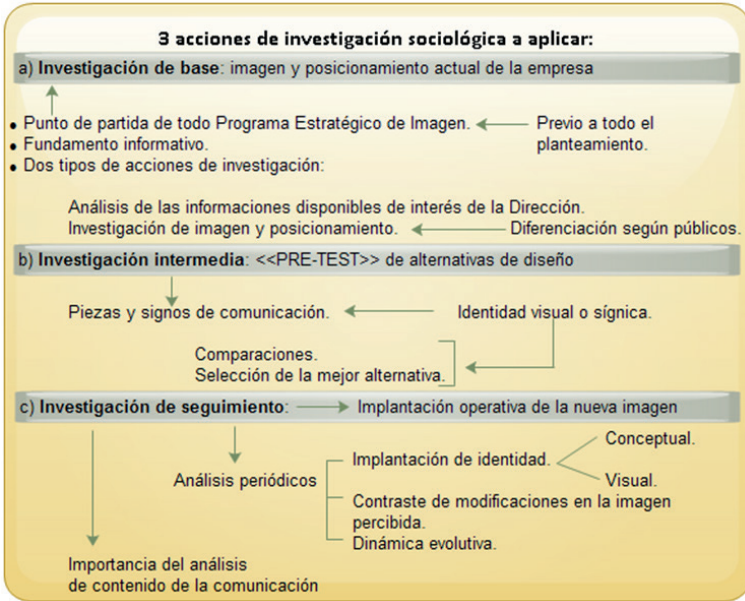 3 acciones de investigación sociológica a aplicar:
a) Investigación de base: imagen y posicionamiento actual de la empresa
• Punto de partida de todo Programa Estratégico de Imagen.
Previo a todo el
planteamiento.
• Fundamento informativo.
• Dos tipos de acciones de investigación:
Análisis de las informaciones disponibles de interés de la Dirección.
Investigación de imagen y posicionamiento.
Diferenciación según públicos.
b) Investigación intermedia: <<PRE-TEST>> de alternativas de diseño
Piezas y signos de comunicación.
Identidad visual o sígnica.
Comparaciones.
Selección de la mejor alternativa.
c) Investigación de seguimiento:
Implantación operativa de la nueva imagen
Análisis periódicos
Implantación de identidad.
Conceptual.
Visual.
Contraste de modificaciones en la imagen
percibida.
Dinámica evolutiva.
Importancia del análisis
de contenido de la comunicación